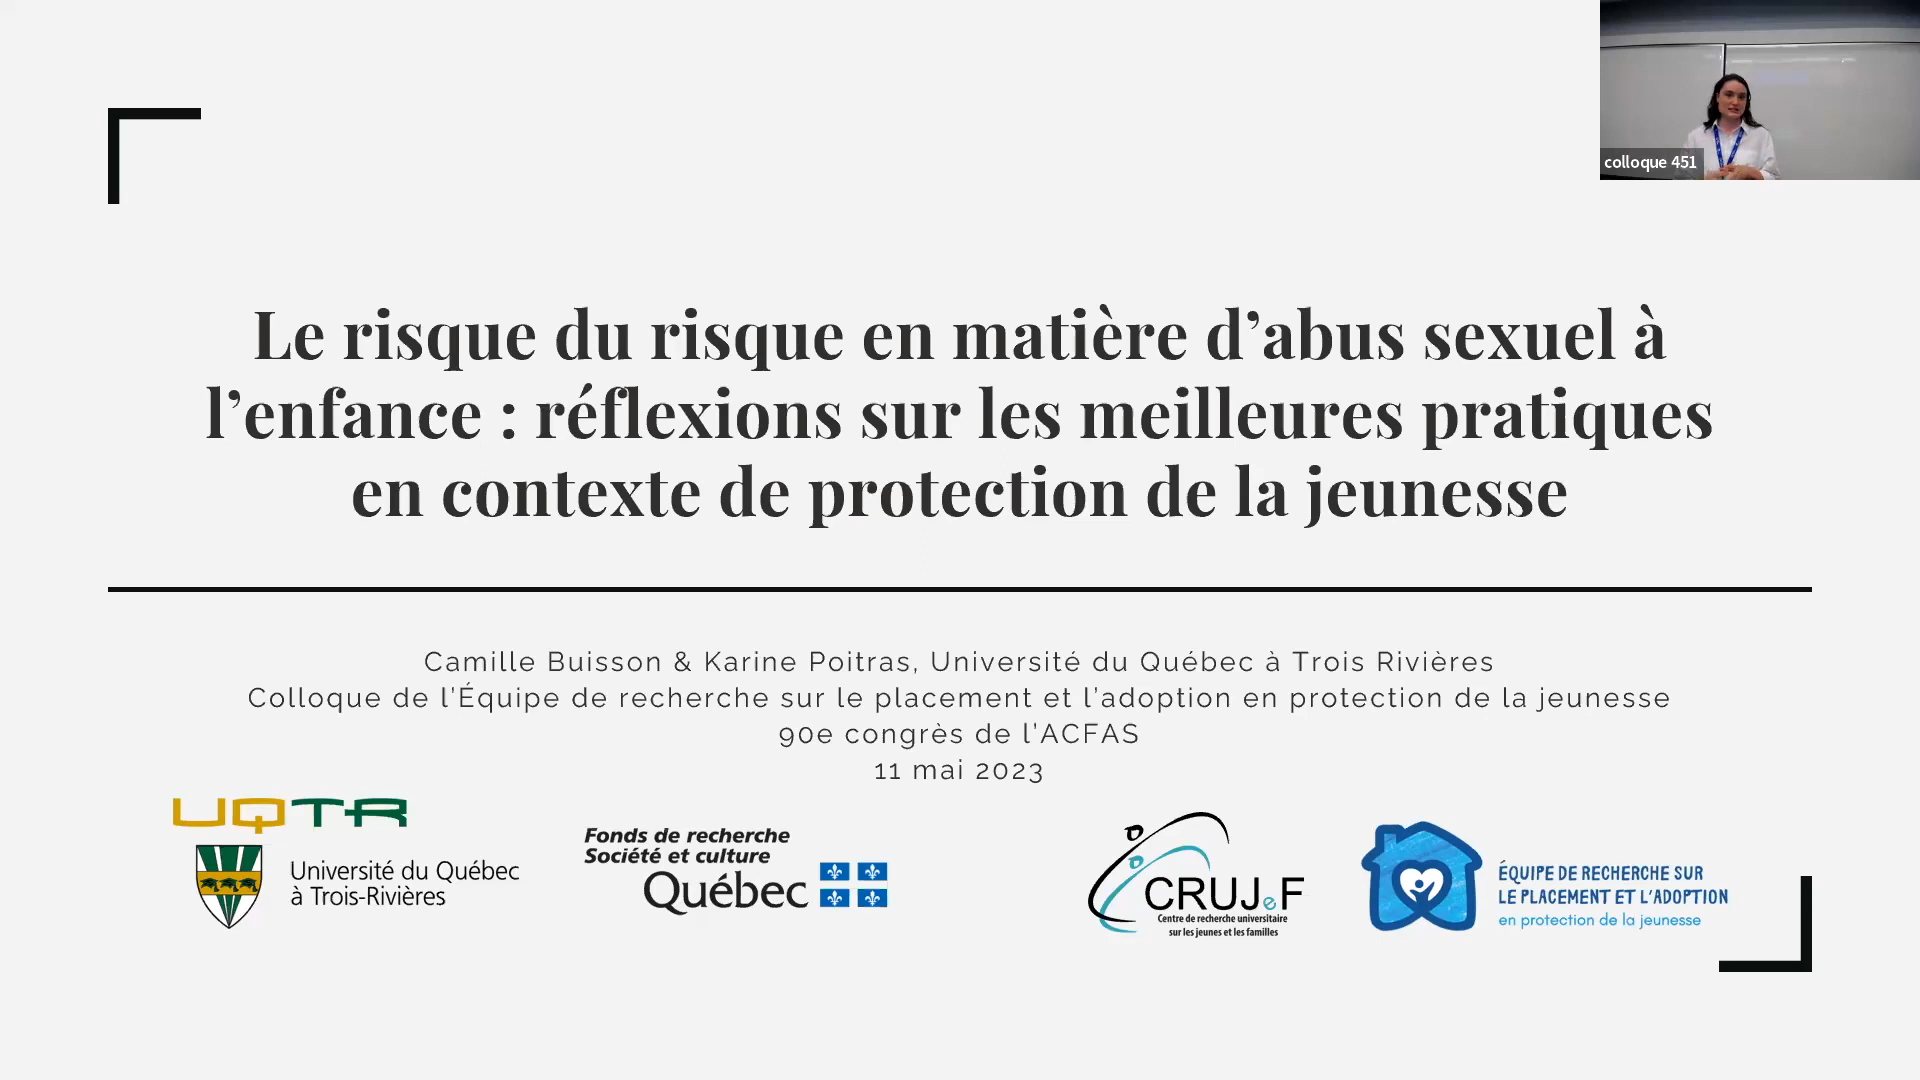 colloque 451
Le risque du risque en matière d’abus sexuel à
l’enfance : réflexions sur les meilleures pratiques
en contexte de protection de la jeunesse
Camille Buisson & Karine Poitras, Université du Québec à Trois Rivières
Colloque de l’Équipe de recherche sur le placement et l’adoption en protection de la jeunesse
90e congrès de l’ACFAS
11 mai 2023
UQTR
Université du Québec
à Trois-Rivières
Fonds de recherche
Société et culture
Québec
CRUJeF
Centre de recherche universitaire
sur les jeunes et les familles
ÉQUIPE DE RECHERCHE SUR
LE PLACEMENT ET L’ADOPTION
en protection de la jeunesse